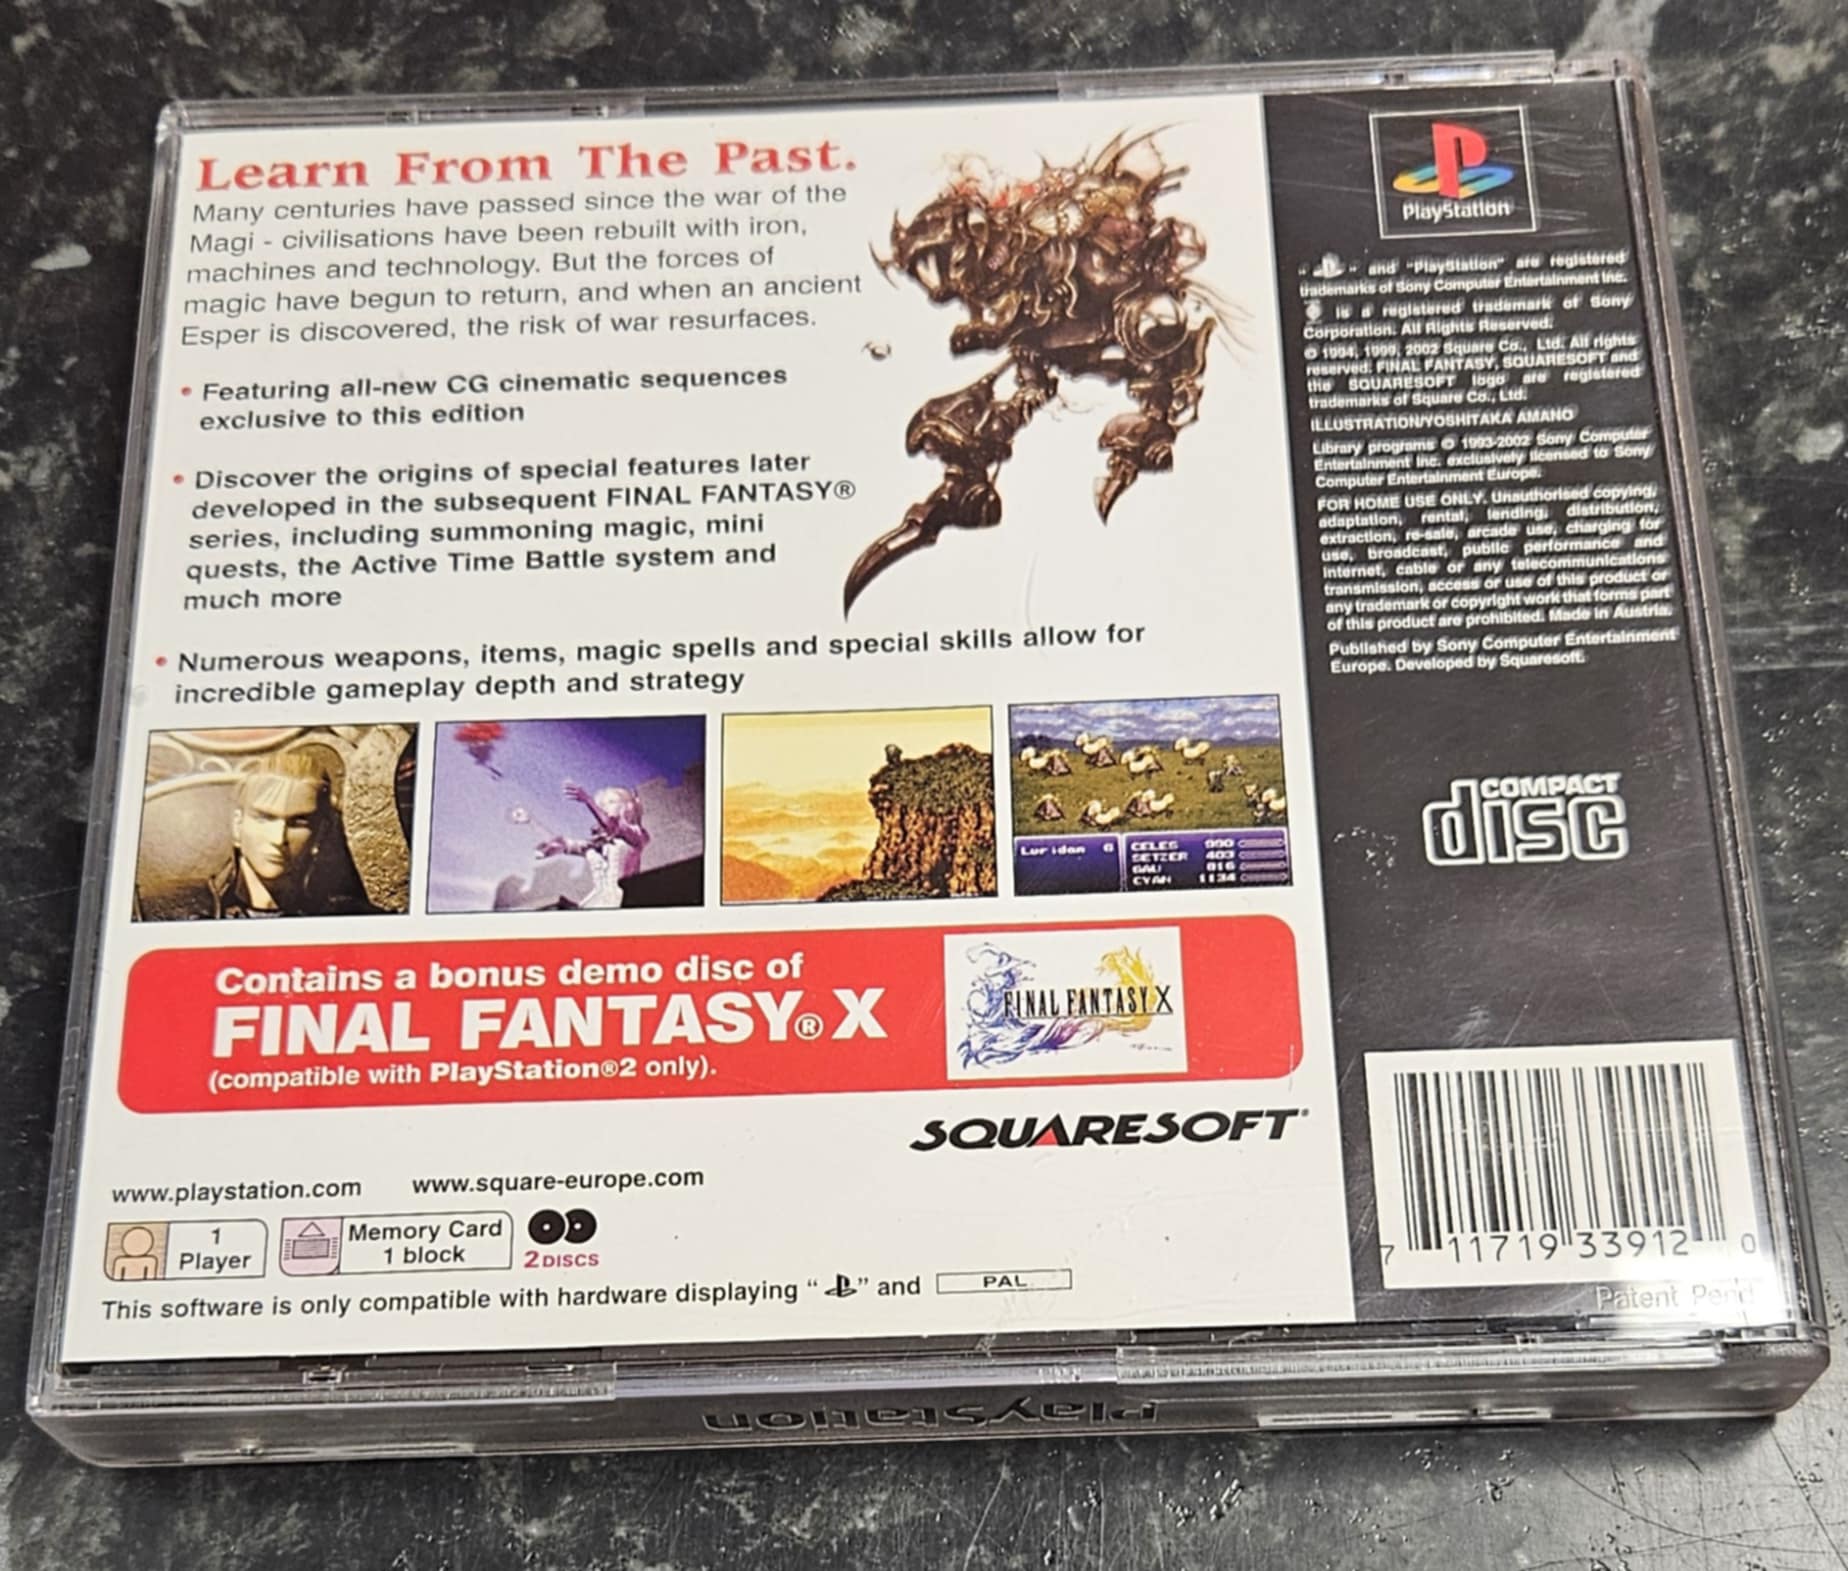 Learn From The Past.
Many centuries have passed since the war of the
Magi - civilisations have been rebuilt with iron,
machines and technology. But the forces of
magic have begun to return, and when an ancient
Esper is discovered, the risk of war resurfaces.
• Featuring all-new CG cinematic sequences
exclusive to this edition
• Discover the origins of special features later
developed in the subsequent FINAL FANTASY®
series, including summoning magic, mini
quests, the Active Time Battle system and
much more
• Numerous weapons, items, magic spells and special skills allow for
incredible gameplay depth and strategy
Luridan 6
CELES 990
SETZER 403
GAU 816
CYAN 1134
Contains a bonus demo disc of
FINAL FANTASY® X
(compatible with PlayStation®2 only).
FINAL FANTASY X
SQUARESOFT®
www.playstation.com www.square-europe.com
1
Player
Memory Card
1 block
2 DISCS
This software is only compatible with hardware displaying " " and PAL
PlayStation
" " and "PlayStation" are registered
trademarks of Sony Computer Entertainment Inc.
is a registered trademark of Sony
Corporation. All Rights Reserved.
© 1994, 1999, 2002 Square Co., Ltd. All rights
reserved. FINAL FANTASY, SQUARESOFT and
the SQUARESOFT logo are registered
trademarks of Square Co., Ltd.
ILLUSTRATION/YOSHITAKA AMANO
Library programs © 1993-2002 Sony Computer
Entertainment Inc. exclusively licensed to Sony
Computer Entertainment Europe.
FOR HOME USE ONLY. Unauthorised copying,
adaptation, rental, lending, distribution,
extraction, re-sale, arcade use, charging for
use, broadcast, public performance and
internet, cable or any telecommunications
transmission, access or use of this product or
any trademark or copyright work that forms part
of this product are prohibited. Made in Austria.
Published by Sony Computer Entertainment
Europe. Developed by Squaresoft.
COMPACT
disc
7 11719 33912 0
Patent Pend
PlayStation